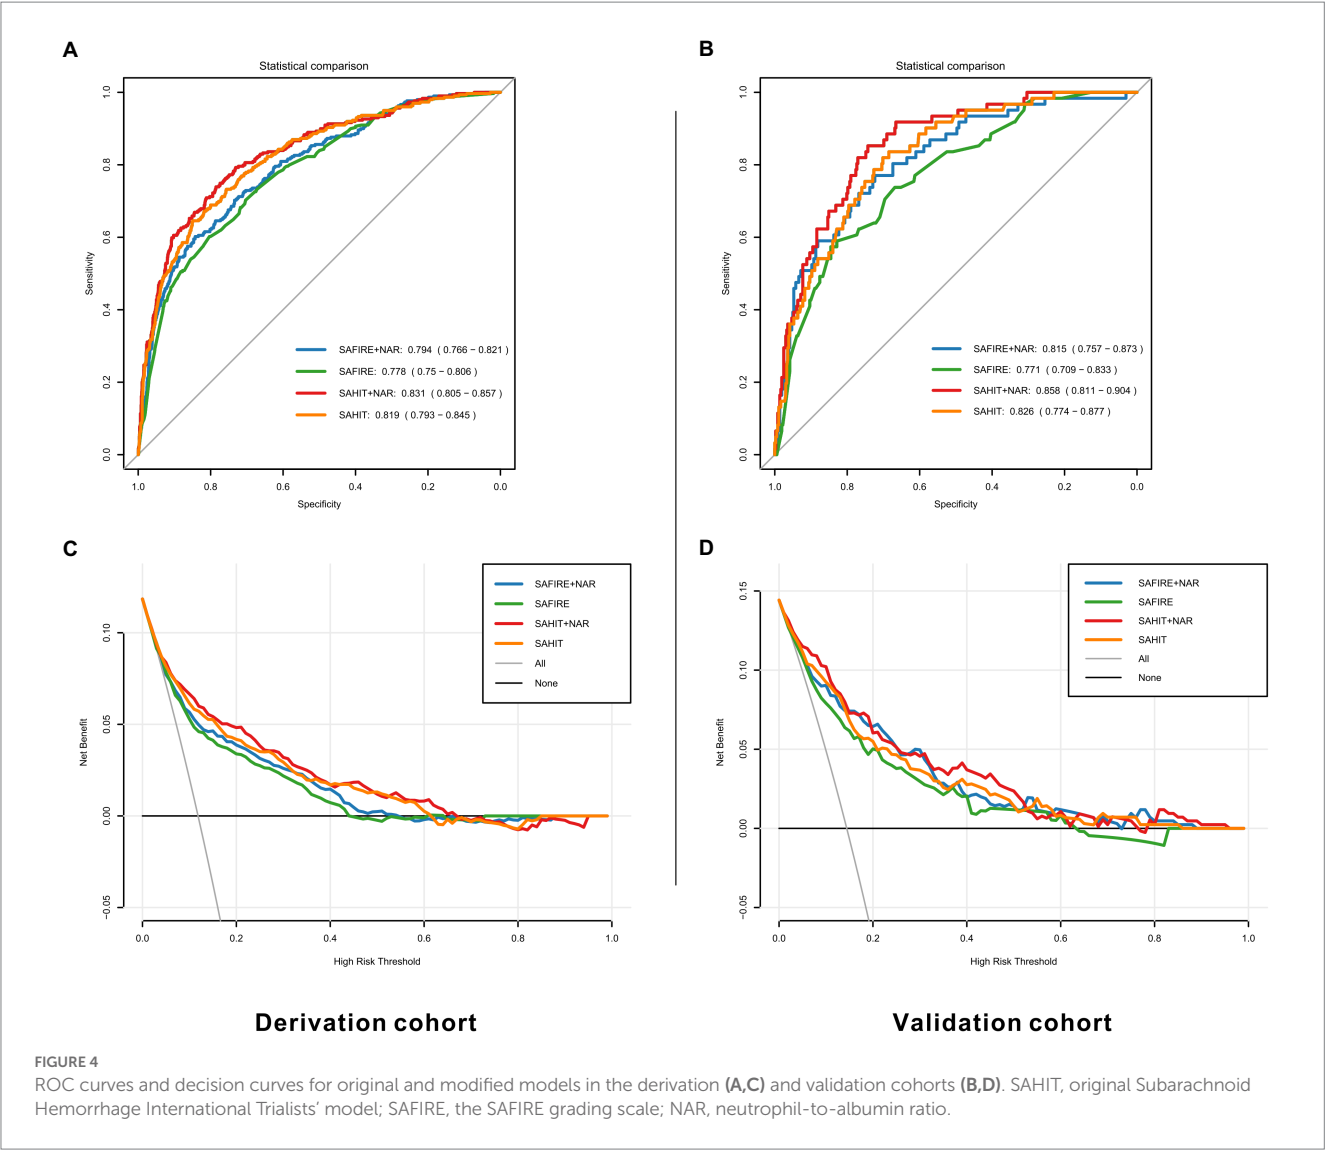 A
Statistical comparison
1.0
0.8
0.6
0.4
0.2
0.0
Sensitivity
SAFIRE+NAR: 0.794 ( 0.766 − 0.821 )
SAFIRE: 0.778 ( 0.75 − 0.806 )
SAHIT+NAR: 0.831 ( 0.805 − 0.857 )
SAHIT: 0.819 ( 0.793 − 0.845 )
1.0 0.8 0.6 0.4 0.2 0.0
Specificity
B
Statistical comparison
1.0
0.8
0.6
0.4
0.2
0.0
Sensitivity
SAFIRE+NAR: 0.815 ( 0.757 − 0.873 )
SAFIRE: 0.771 ( 0.709 − 0.833 )
SAHIT+NAR: 0.858 ( 0.811 − 0.904 )
SAHIT: 0.826 ( 0.774 − 0.877 )
1.0 0.8 0.6 0.4 0.2 0.0
Specificity
C
SAFIRE+NAR
SAFIRE
SAHIT+NAR
SAHIT
All
None
0.10
0.05
0.00
−0.05
Net Benefit
0.0 0.2 0.4 0.6 0.8 1.0
High Risk Threshold
D
SAFIRE+NAR
SAFIRE
SAHIT+NAR
SAHIT
All
None
0.15
0.10
0.05
0.00
−0.05
Net Benefit
0.0 0.2 0.4 0.6 0.8 1.0
High Risk Threshold
Derivation cohort
Validation cohort
FIGURE 4
ROC curves and decision curves for original and modified models in the derivation (A,C) and validation cohorts (B,D). SAHIT, original Subarachnoid
Hemorrhage International Trialists’ model; SAFIRE, the SAFIRE grading scale; NAR, neutrophil-to-albumin ratio.